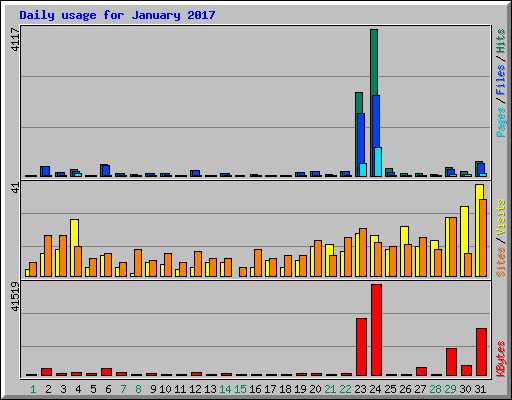 Daily usage for January 2017
4117
Pages / Files / Hits
41
Sites / Visits
41519
KBytes
1 2 3 4 5 6 7 8 9 10 11 12 13 14 15 16 17 18 19 20 21 22 23 24 25 26 27 28 29 30 31